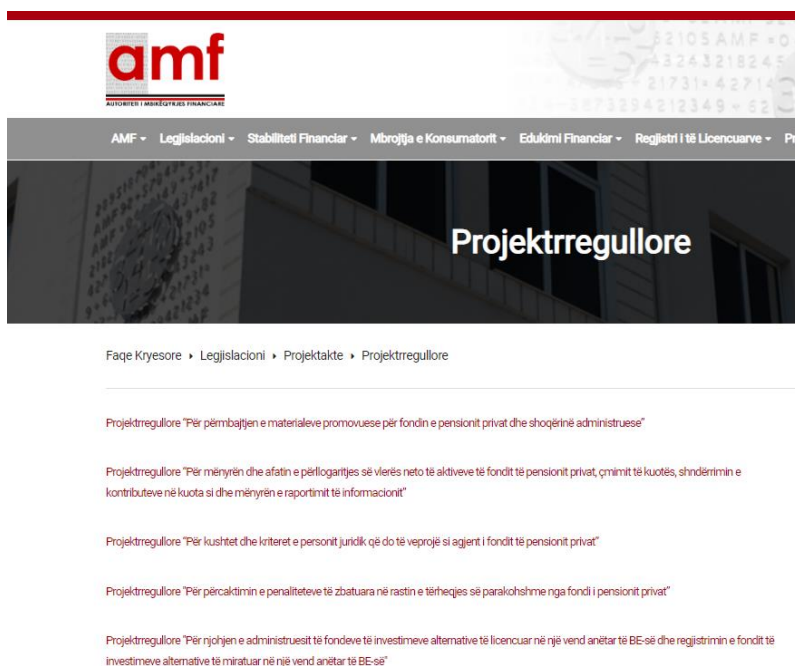 amf
AUTORITETI I MBIKËQYRJES FINANCIARE
AMF Legjislacioni Stabiliteti Financiar Mbrojtja e Konsumatorit Edukimi Financiar Regjistri i të Licencuarve
Projektrregullore
Faqe Kryesore Legjislacioni Projektakte Projektrregullore
Projektrregullore “Për përmbajtjen e materialeve promovuese për fondin e pensionit privat dhe shoqërinë administruese”
Projektrregullore “Për mënyrën dhe afatin e përllogaritjes së vlerës neto të aktiveve të fondit të pensionit privat, çmimit të kuotës, shndërrimin e
kontributeve në kuota si dhe mënyrën e raportimit të informacionit”
Projektrregullore “Për kushtet dhe kriteret e personit juridik që do të veprojë si agjent i fondit të pensionit privat”
Projektrregullore “Për përcaktimin e penaliteteve të zbatuara në rastin e tërheqjes së parakohshme nga fondi i pensionit privat”
Projektrregullore “Për njohjen e administruesit të fondeve të investimeve alternative të licencuar në një vend anëtar të BE-së dhe regjistrimin e fondit të
investimeve alternative të miratuar në një vend anëtar të BE-së”